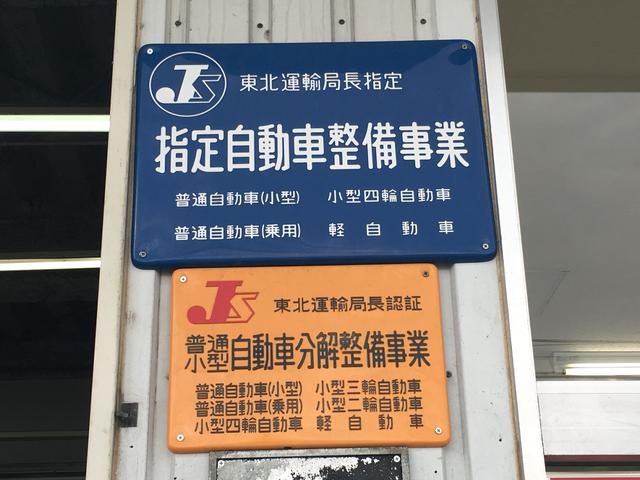 JS 東北運輸局長指定
指定自動車整備事業
普通自動車(小型) 小型四輪自動車
普通自動車(乗用) 軽自動車
JS 東北運輸局長認証
普通小型自動車分解整備事業
普通自動車(小型) 小型三輪自動車
普通自動車(乗用) 小型二輪自動車
小型四輪自動車 軽自動車